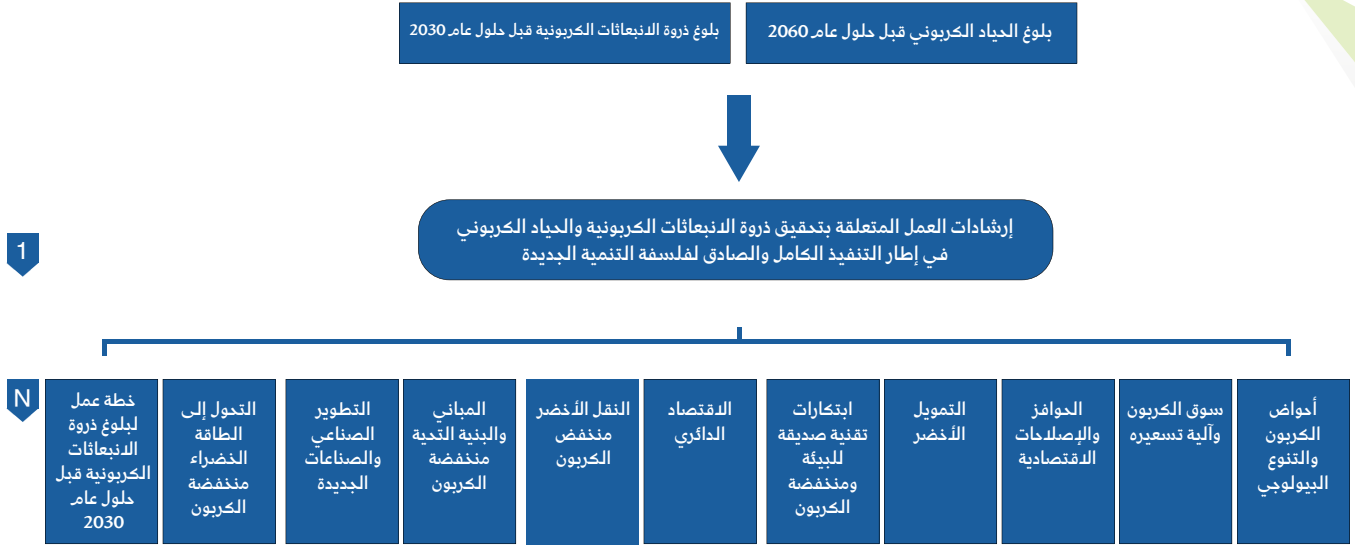 بلوغ الحياد الكربوني قبل حلول عام 2060
بلوغ ذروة الانبعاثات الكربونية قبل حلول عام 2030
إرشادات العمل المتعلقة بتحقيق ذروة الانبعاثات الكربونية والحياد الكربوني
في إطار التنفيذ الكامل والصادق لفلسفة التنمية الجديدة
1
أحواض
الكربون
والتنوع
البيولوجي
سوق الكربون
وآلية تسعيره
الحوافز
والإصلاحات
الاقتصادية
التمويل
الأخضر
ابتكارات
تقنية صديقة
للبيئة
ومنخفضة
الكربون
الاقتصاد
الدائري
النقل الأخضر
منخفض
الكربون
المباني
والبنية التحية
منخفضة
الكربون
التطوير
الصناعي
والصناعات
الجديدة
التحول إلى
الطاقة
الخضراء
منخفضة
الكربون
خطة عمل
لبلوغ ذروة
الانبعاثات
الكربونية قبل
حلول عام
2030
N